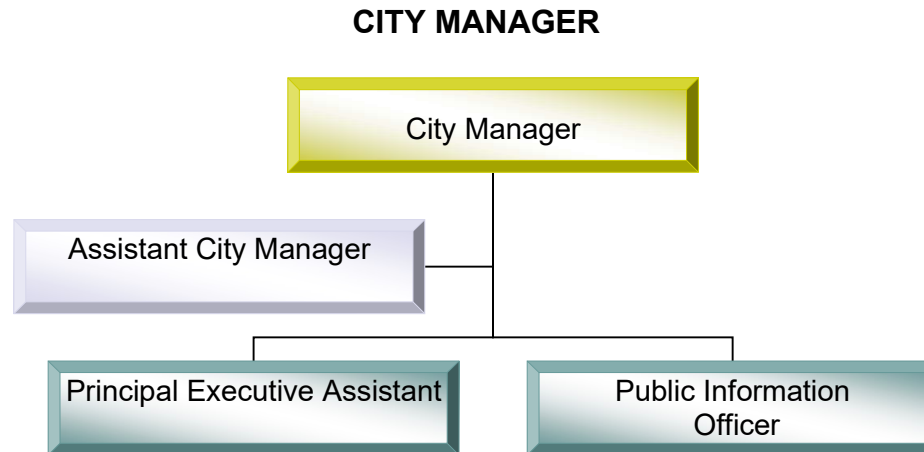 CITY MANAGER
City Manager
Assistant City Manager
Principal Executive Assistant
Public Information
Officer